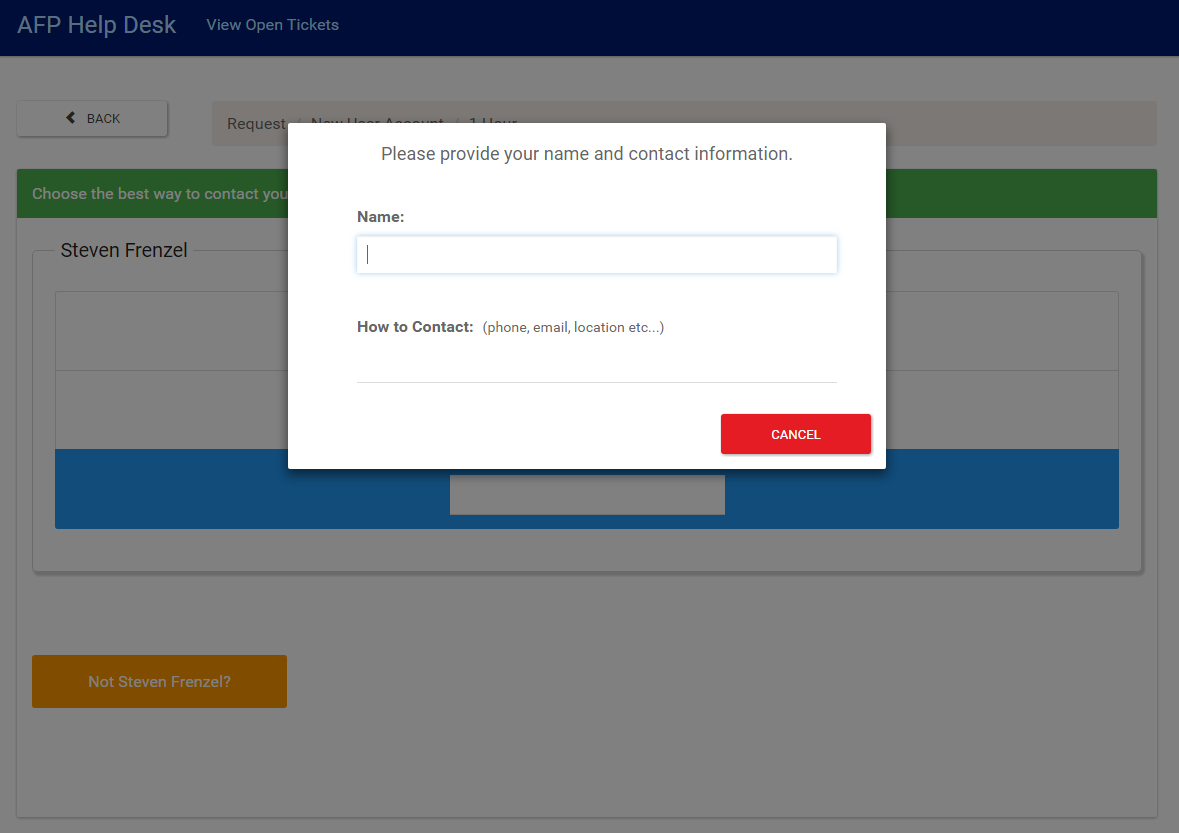 AFP Help Desk View Open Tickets
BACK
Request / New User Account / 1 Hour
Please provide your name and contact information.
Choose the best way to contact you
Name:
Steven Frenzel
How to Contact: (phone, email, location etc...)
CANCEL
Not Steven Frenzel?